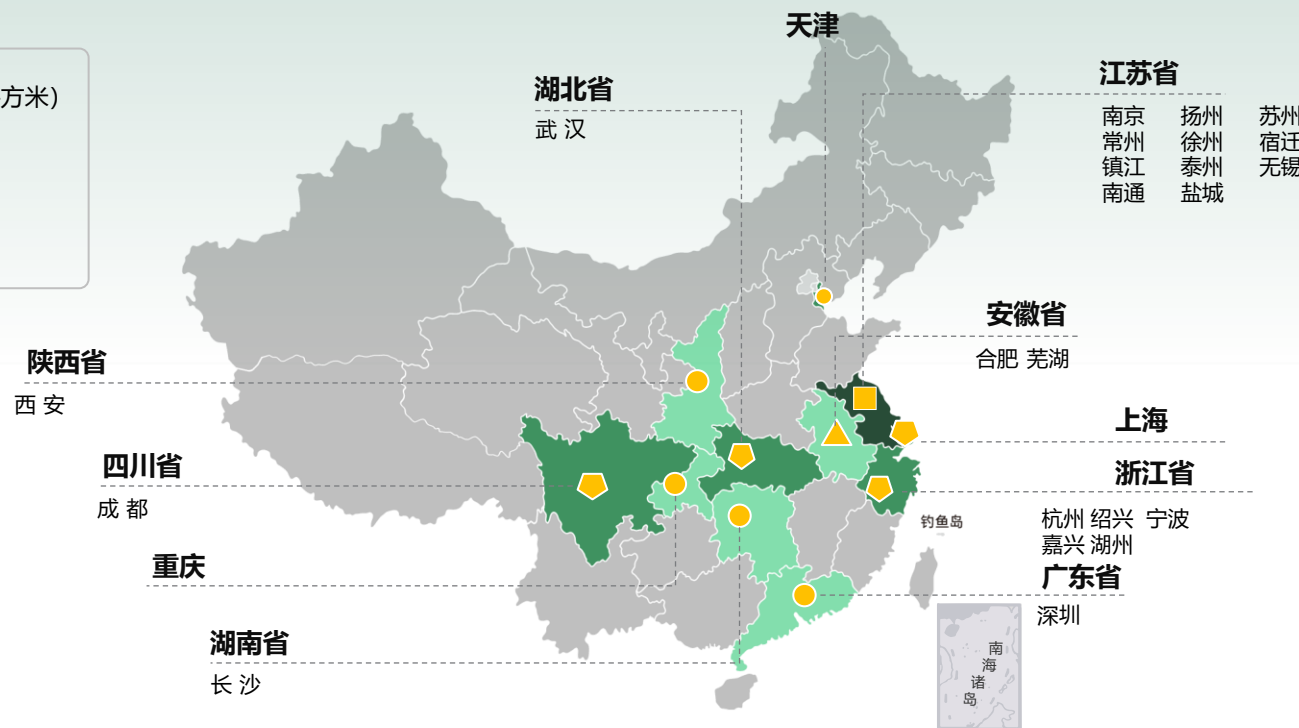 天津
方米）
湖北省
武 汉
江苏省
南京 扬州 苏州
常州 徐州 宿迁
镇江 泰州 无锡
南通 盐城
安徽省
合肥 芜湖
陕西省
西 安
上海
四川省
成 都
浙江省
杭州 绍兴 宁波
嘉兴 湖州
钓鱼岛
重庆
广东省
深圳
湖南省
长 沙
南
海
诸
岛